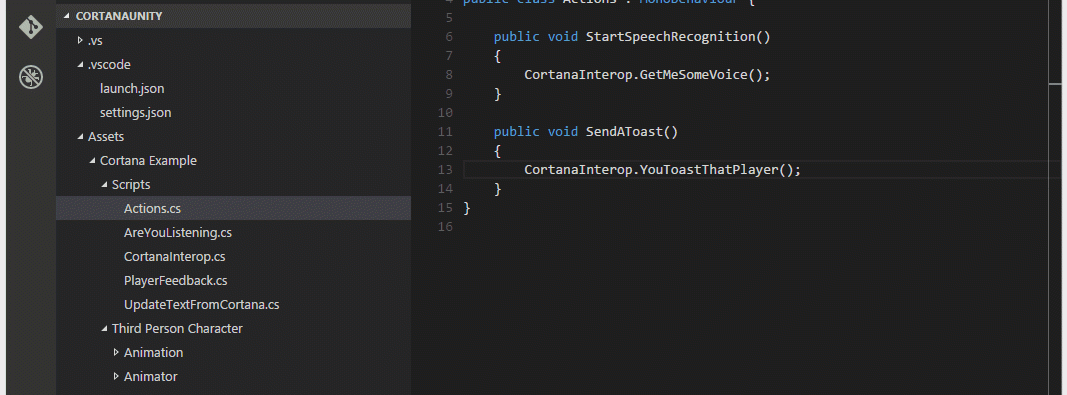 CORTANAUNITY
.vs
.vscode
launch.json
settings.json
Assets
Cortana Example
Scripts
Actions.cs
AreYouListening.cs
CortanaInterop.cs
PlayerFeedback.cs
UpdateTextFromCortana.cs
Third Person Character
Animation
Animator
4 public class Actions : MonoBehaviour {
5
6 public void StartSpeechRecognition()
7 {
8 CortanaInterop.GetMeSomeVoice();
9 }
10
11 public void SendAToast()
12 {
13 CortanaInterop.YouToastThatPlayer();
14 }
15 }
16